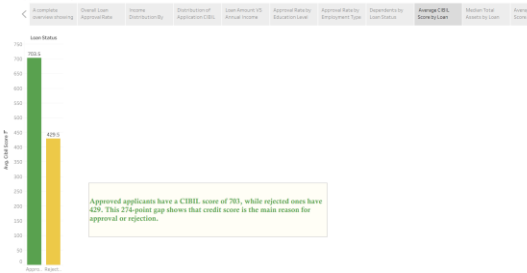 A complete overview showing
Overall Loan Approval Rate
Income Distribution By
Distribution of Application CIBIL
Loan Amount VS Annual Income
Approval Rate by Education Level
Approval Rate by Employment Type
Dependents by Loan Status
Average CIBIL Score by Loan
Median Total Assets by Loan
Loan Status
750
703.5
700
650
600
550
500
450
429.5
400
350
300
250
200
150
100
50
0
Avg. Cibil Score
Appro..
Reject..
Approved applicants have a CIBIL score of 703, while rejected ones have
429. This 274-point gap shows that credit score is the main reason for
approval or rejection.